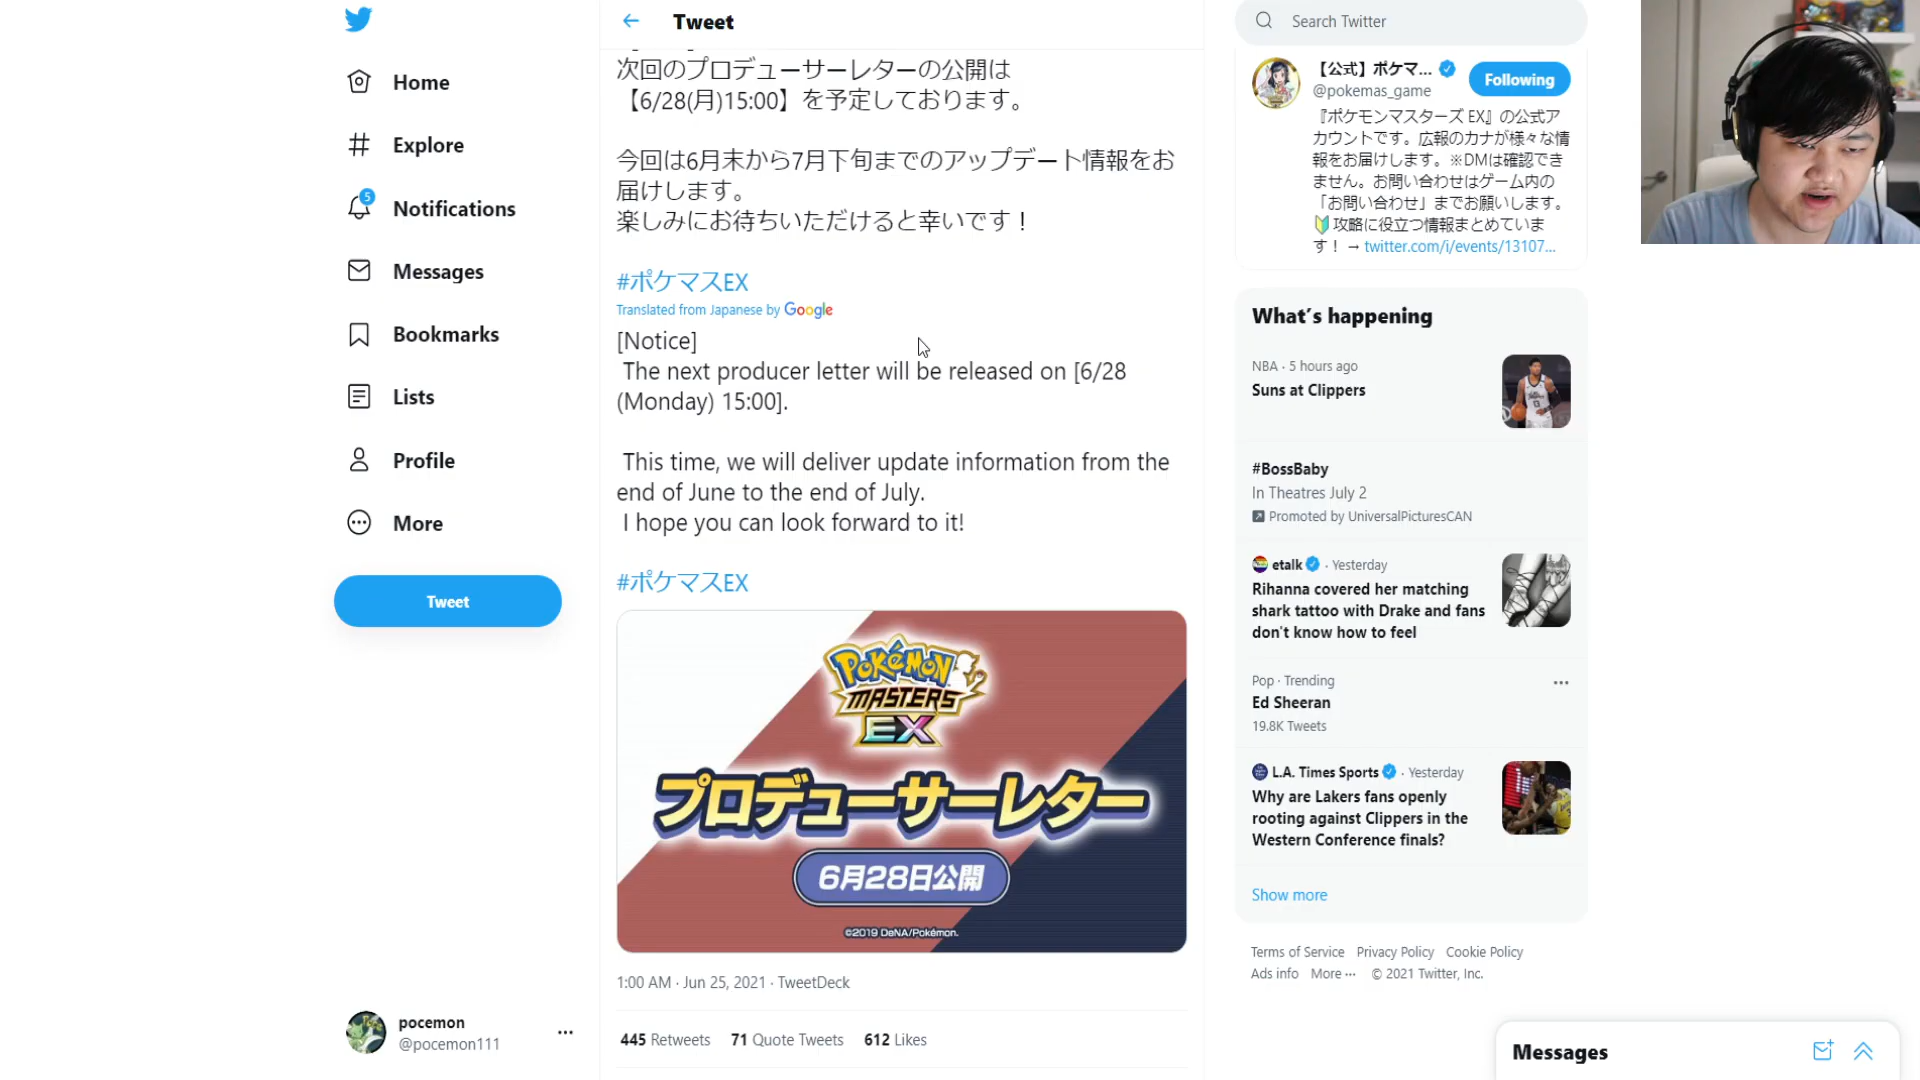 Home
Explore
5
Notifications
Messages
Bookmarks
Lists
Profile
More
Tweet
pocemon
@pocemon111
Tweet
次回のプロデューサーレターの公開は
【6/28(月)15:00】を予定しております。
今回は6月末から7月下旬までのアップデート情報をお
届けします。
楽しみにお待ちいただけると幸いです！
#ポケマスEX
Translated from Japanese by Google
[Notice]
The next producer letter will be released on [6/28
(Monday) 15:00].
This time, we will deliver update information from the
end of June to the end of July.
I hope you can look forward to it!
#ポケマスEX
POKéMON
MASTERS
EX
プロデューサーレター
6月28日公開
©2019 DeNA/Pokémon.
1:00 AM · Jun 25, 2021 · TweetDeck
445 Retweets 71 Quote Tweets 612 Likes
Search Twitter
【公式】ポケマ...
@pokemas_game
Following
『ポケモンマスターズ EX』の公式ア
カウントです。広報のカナが様々な情
報をお届けします。※DMは確認でき
ません。お問い合わせはゲーム内の
「お問い合わせ」までお願いします。
攻略に役立つ情報まとめていま
す！ → twitter.com/i/events/13107...
What's happening
NBA · 5 hours ago
Suns at Clippers
#BossBaby
In Theatres July 2
Promoted by UniversalPicturesCAN
etalk · Yesterday
Rihanna covered her matching
shark tattoo with Drake and fans
don't know how to feel
Pop · Trending
Ed Sheeran
19.8K Tweets
L.A. Times Sports · Yesterday
Why are Lakers fans openly
rooting against Clippers in the
Western Conference finals?
Show more
Terms of Service Privacy Policy Cookie Policy
Ads info More ··· © 2021 Twitter, Inc.
Messages